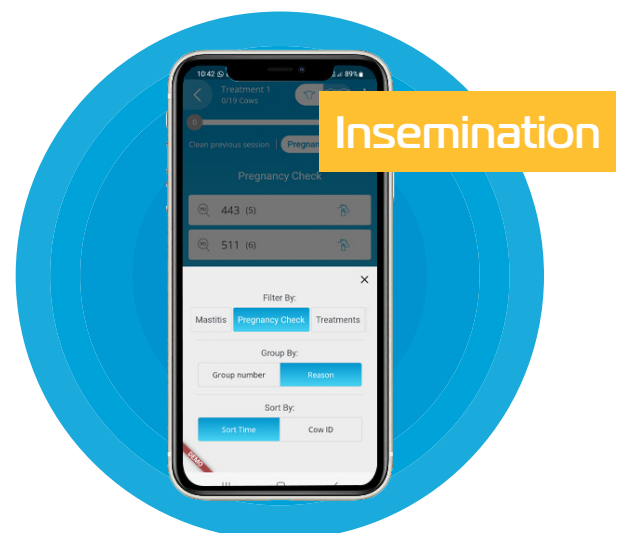 10:42
89%
Treatment 1
0/19 Cows
Insemination
0
Clean previous session | Pregnan
Pregnancy Check
443 (5)
511 (6)
Filter By:
Mastitis Pregnancy Check Treatments
Group By:
Group number Reason
Sort By:
Sort Time Cow ID
DEMO